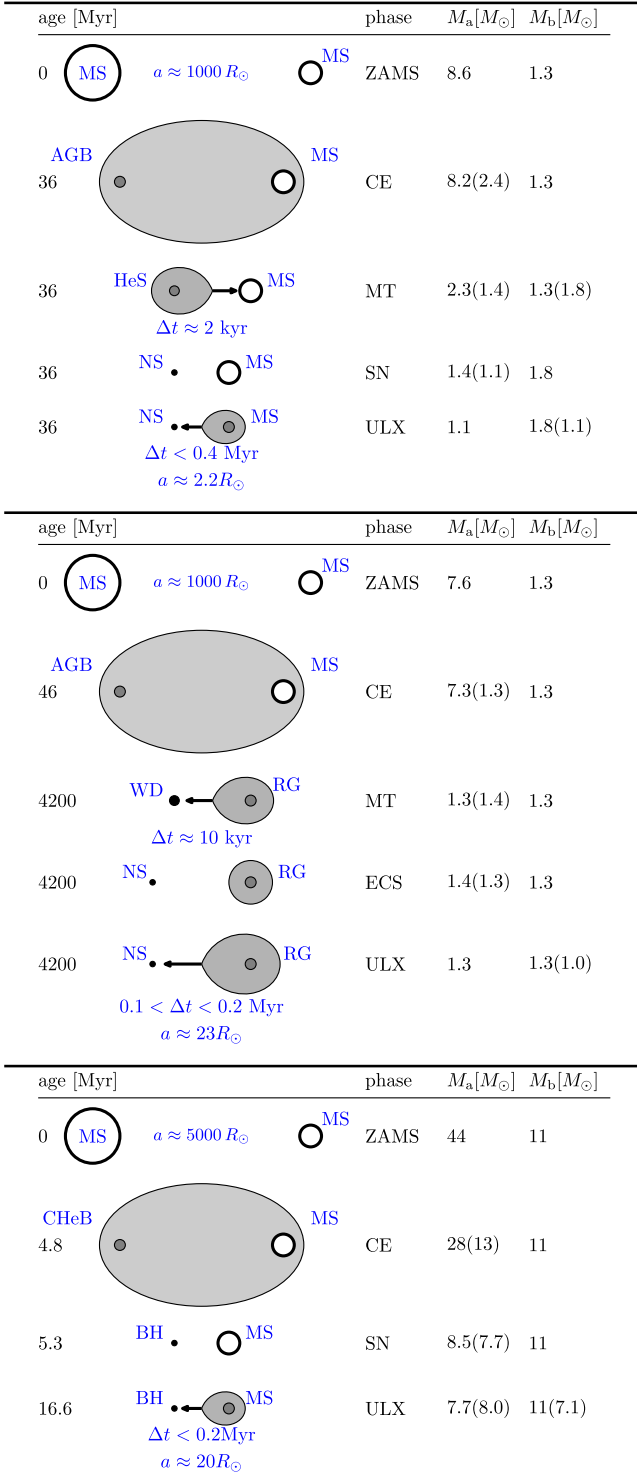 age [Myr] phase Mₐ[M☉] M_b[M☉]
0 MS a ≈ 1000 R☉ MS ZAMS 8.6 1.3
AGB MS
36 CE 8.2(2.4) 1.3
HeS MS
36 MT 2.3(1.4) 1.3(1.8)
Δt ≈ 2 kyr
NS MS
36 SN 1.4(1.1) 1.8
NS MS
36 ULX 1.1 1.8(1.1)
Δt < 0.4 Myr
a ≈ 2.2R☉
age [Myr] phase Mₐ[M☉] M_b[M☉]
0 MS a ≈ 1000 R☉ MS ZAMS 7.6 1.3
AGB MS
46 CE 7.3(1.3) 1.3
WD RG
4200 MT 1.3(1.4) 1.3
Δt ≈ 10 kyr
NS RG
4200 ECS 1.4(1.3) 1.3
NS RG
4200 ULX 1.3 1.3(1.0)
0.1 < Δt < 0.2 Myr
a ≈ 23R☉
age [Myr] phase Mₐ[M☉] M_b[M☉]
0 MS a ≈ 5000 R☉ MS ZAMS 44 11
CHeB MS
4.8 CE 28(13) 11
BH MS
5.3 SN 8.5(7.7) 11
BH MS
16.6 ULX 7.7(8.0) 11(7.1)
Δt < 0.2Myr
a ≈ 20R☉